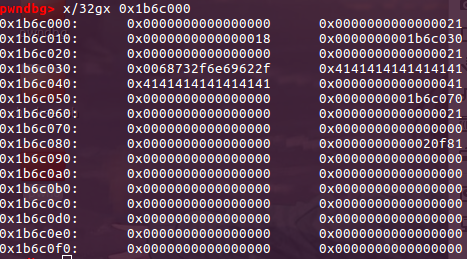 pwndbg> x/32gx 0x1b6c000
0x1b6c000: 0x0000000000000000 0x0000000000000021
0x1b6c010: 0x0000000000000018 0x0000000001b6c030
0x1b6c020: 0x0000000000000000 0x0000000000000021
0x1b6c030: 0x0068732f6e69622f 0x4141414141414141
0x1b6c040: 0x4141414141414141 0x0000000000000041
0x1b6c050: 0x0000000000000000 0x0000000001b6c070
0x1b6c060: 0x0000000000000000 0x0000000000000021
0x1b6c070: 0x0000000000000000 0x0000000000000000
0x1b6c080: 0x0000000000000000 0x0000000000020f81
0x1b6c090: 0x0000000000000000 0x0000000000000000
0x1b6c0a0: 0x0000000000000000 0x0000000000000000
0x1b6c0b0: 0x0000000000000000 0x0000000000000000
0x1b6c0c0: 0x0000000000000000 0x0000000000000000
0x1b6c0d0: 0x0000000000000000 0x0000000000000000
0x1b6c0e0: 0x0000000000000000 0x0000000000000000
0x1b6c0f0: 0x0000000000000000 0x0000000000000000